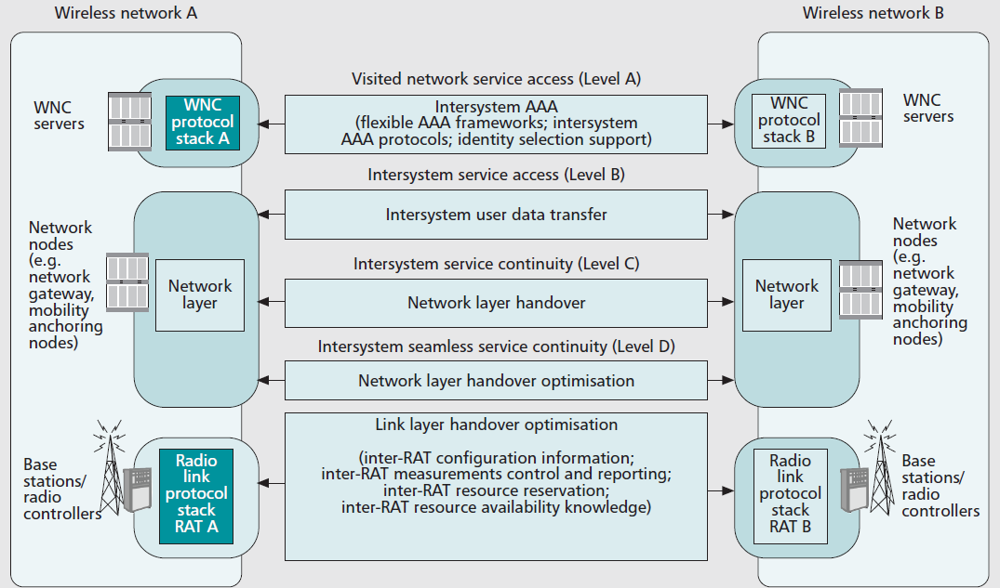 Wireless network A
Wireless network B
WNC
servers
WNC
protocol
stack A
Visited network service access (Level A)
Intersystem AAA
(flexible AAA frameworks; intersystem
AAA protocols; identity selection support)
WNC
protocol
stack B
WNC
servers
Intersystem service access (Level B)
Intersystem user data transfer
Network
nodes
(e.g.
network
gateway,
mobility
anchoring
nodes)
Network
layer
Intersystem service continuity (Level C)
Network layer handover
Network
layer
Network
nodes
(e.g.
network
gateway,
mobility
anchoring
nodes)
Intersystem seamless service continuity (Level D)
Network layer handover optimisation
Base
stations/
radio
controllers
Radio
link
protocol
stack
RAT A
Link layer handover optimisation
(inter-RAT configuration information;
inter-RAT measurements control and reporting;
inter-RAT resource reservation;
inter-RAT resource availability knowledge)
Radio
link
protocol
stack
RAT B
Base
stations/
radio
controllers